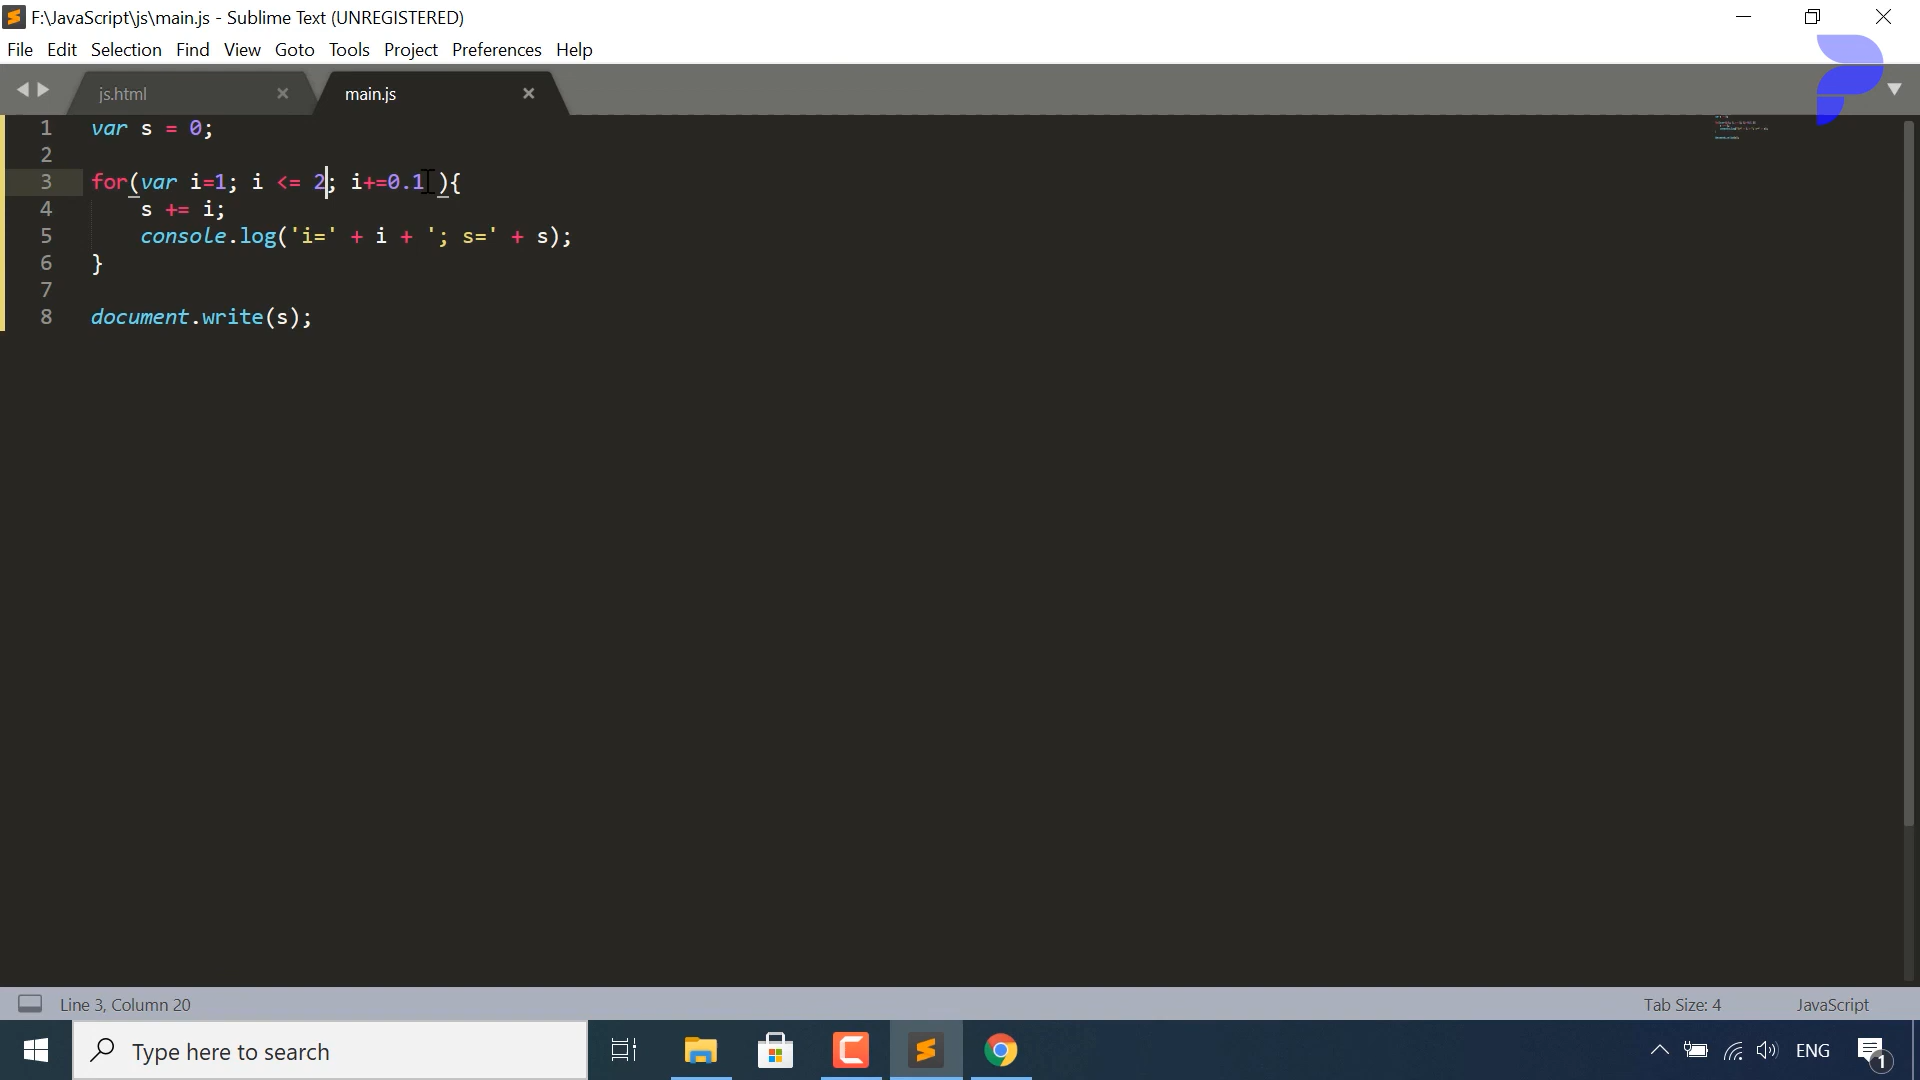 F:\JavaScript\js\main.js - Sublime Text (UNREGISTERED)
File Edit Selection Find View Goto Tools Project Preferences Help
js.html main.js
1 var s = 0;
2
3 for(var i=1; i <= 2; i+=0.1 ){
4 s += i;
5 console.log('i=' + i + '; s=' + s);
6 }
7
8 document.write(s);
Line 3, Column 20 Tab Size: 4 JavaScript
Type here to search ENG 1